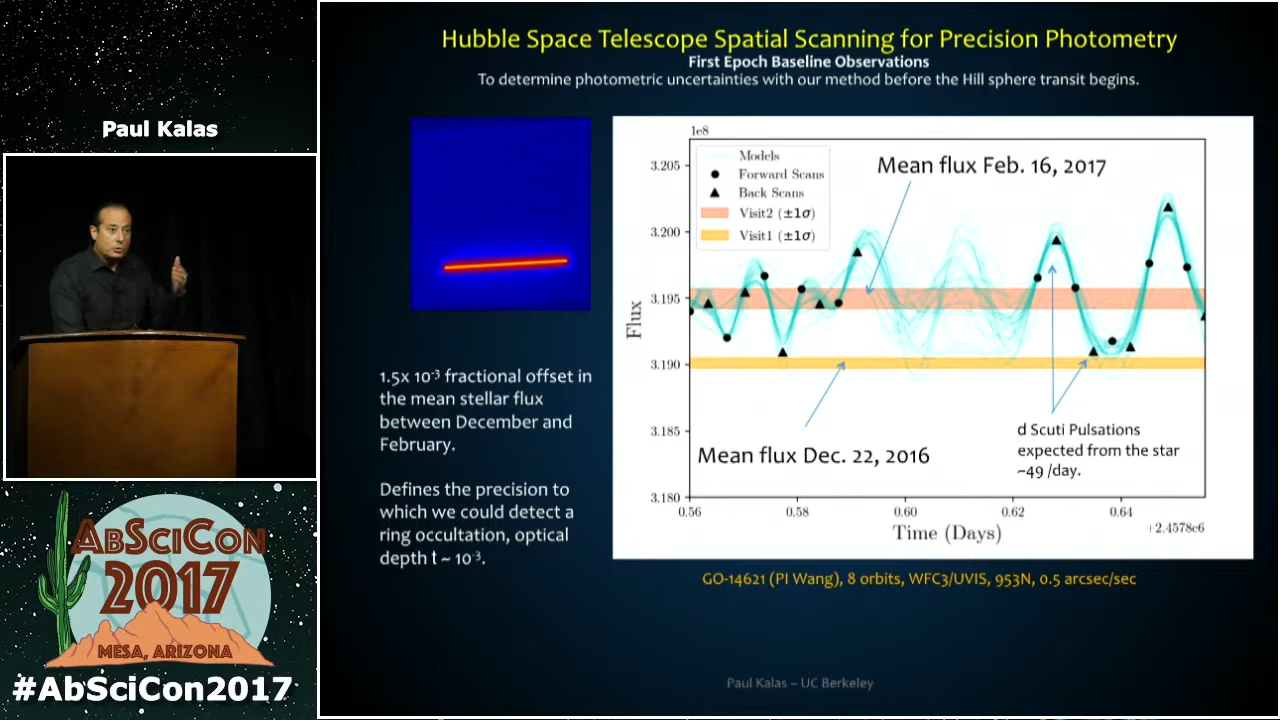 Paul Kalas
ABSCICON
2017
MESA, ARIZONA
#AbSciCon2017
Hubble Space Telescope Spatial Scanning for Precision Photometry
First Epoch Baseline Observations
To determine photometric uncertainties with our method before the Hill sphere transit begins.
1.5x 10⁻³ fractional offset in
the mean stellar flux
between December and
February.
Defines the precision to
which we could detect a
ring occultation, optical
depth t ~ 10⁻³.
1e8
3.205
3.200
3.195
3.190
3.185
3.180
Flux
Models
Forward Scans
Back Scans
Visit2 (±1σ)
Visit1 (±1σ)
Mean flux Feb. 16, 2017
Mean flux Dec. 22, 2016
d Scuti Pulsations
expected from the star
~49 /day.
0.56 0.58 0.60 0.62 0.64
+2.4578e6
Time (Days)
GO-14621 (PI Wang), 8 orbits, WFC3/UVIS, 953N, 0.5 arcsec/sec
Paul Kalas – UC Berkeley